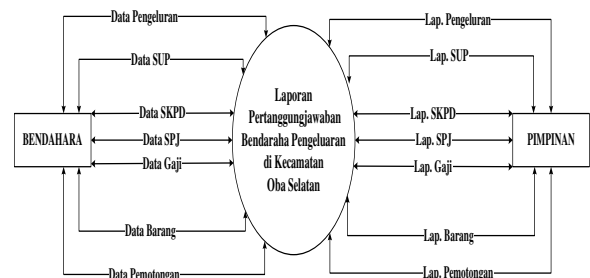 Data Pengeluran
Lap. Pengeluran
Data SUP
Lap. SUP
Laporan
Pertanggungjawaban
Bendaraha Pengeluaran
di Kecamatan
Oba Selatan
Data SKPD
Lap. SKPD
BENDAHARA
Data SPJ
Lap. SPJ
PIMPINAN
Data Gaji
Lap. Gaji
Data Barang
Lap. Barang
Data Pemotongan
Lap. Pemotongan